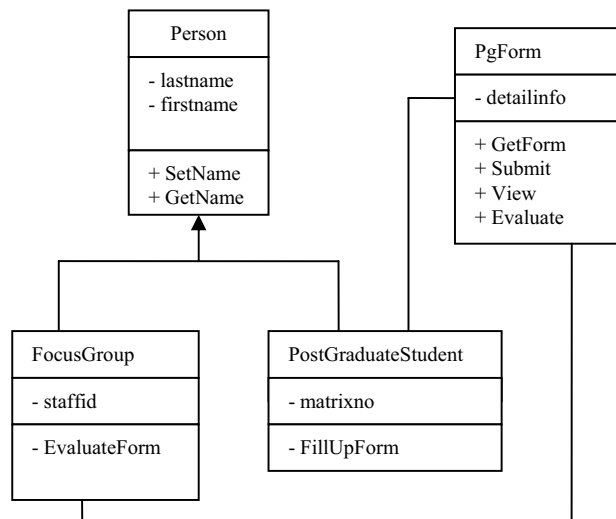 Person
- lastname
- firstname
+ SetName
+ GetName
PgForm
- detailinfo
+ GetForm
+ Submit
+ View
+ Evaluate
FocusGroup
- staffid
- EvaluateForm
PostGraduateStudent
- matrixno
- FillUpForm